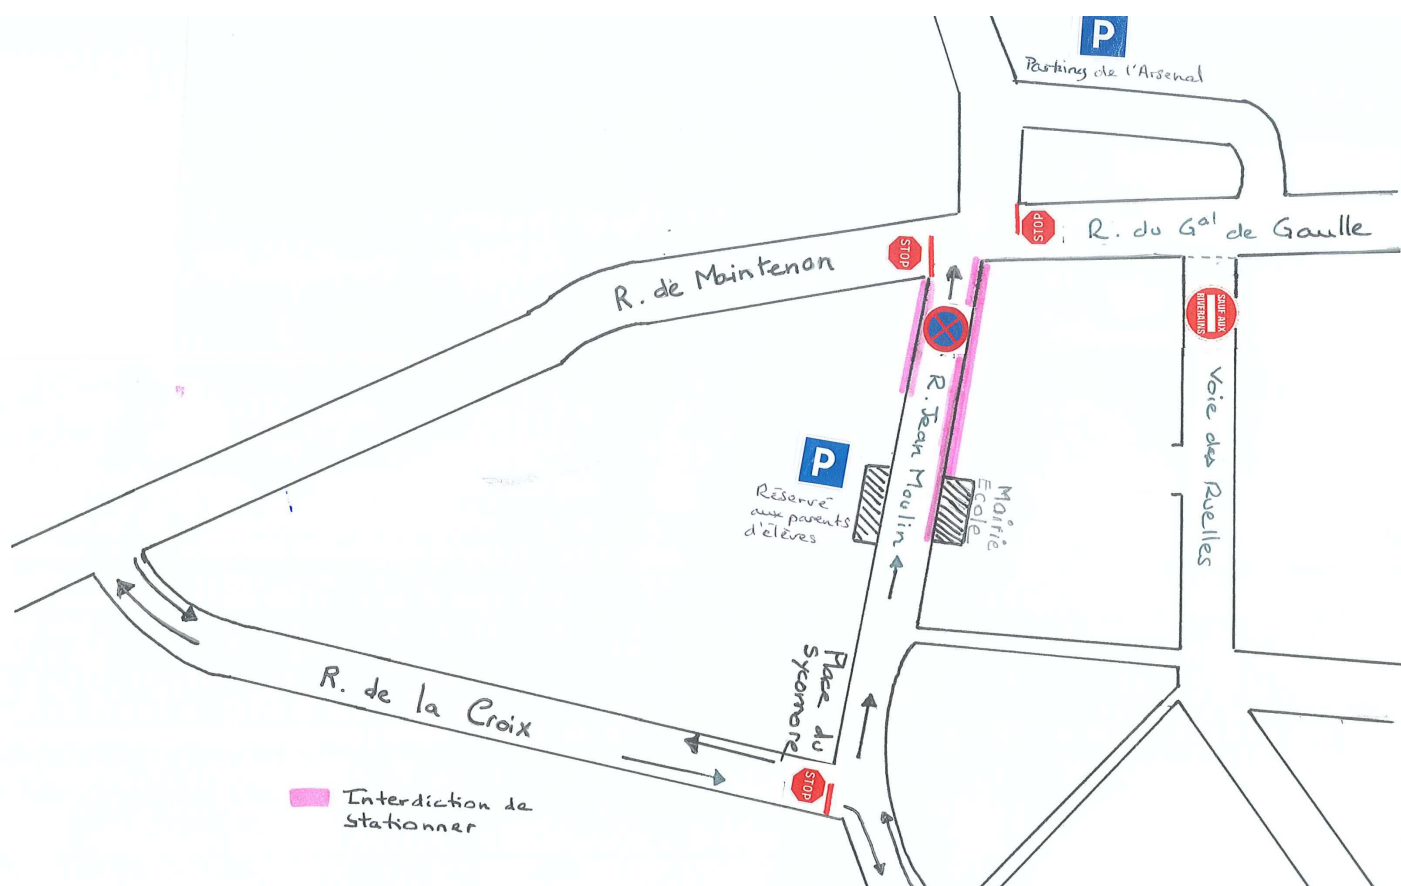 P
Parking de l'Arsenal
STOP
R. du Gal de Gaulle
STOP
R. de Maintenon
SAUF AUX
RIVERAINS
R. Jean Moulin
Voie des Ruelles
P
Réservé
aux parents
d'élèves
Mairie
Ecole
Place du
Sycomore
R. de la Croix
STOP
Interdiction de
Stationner